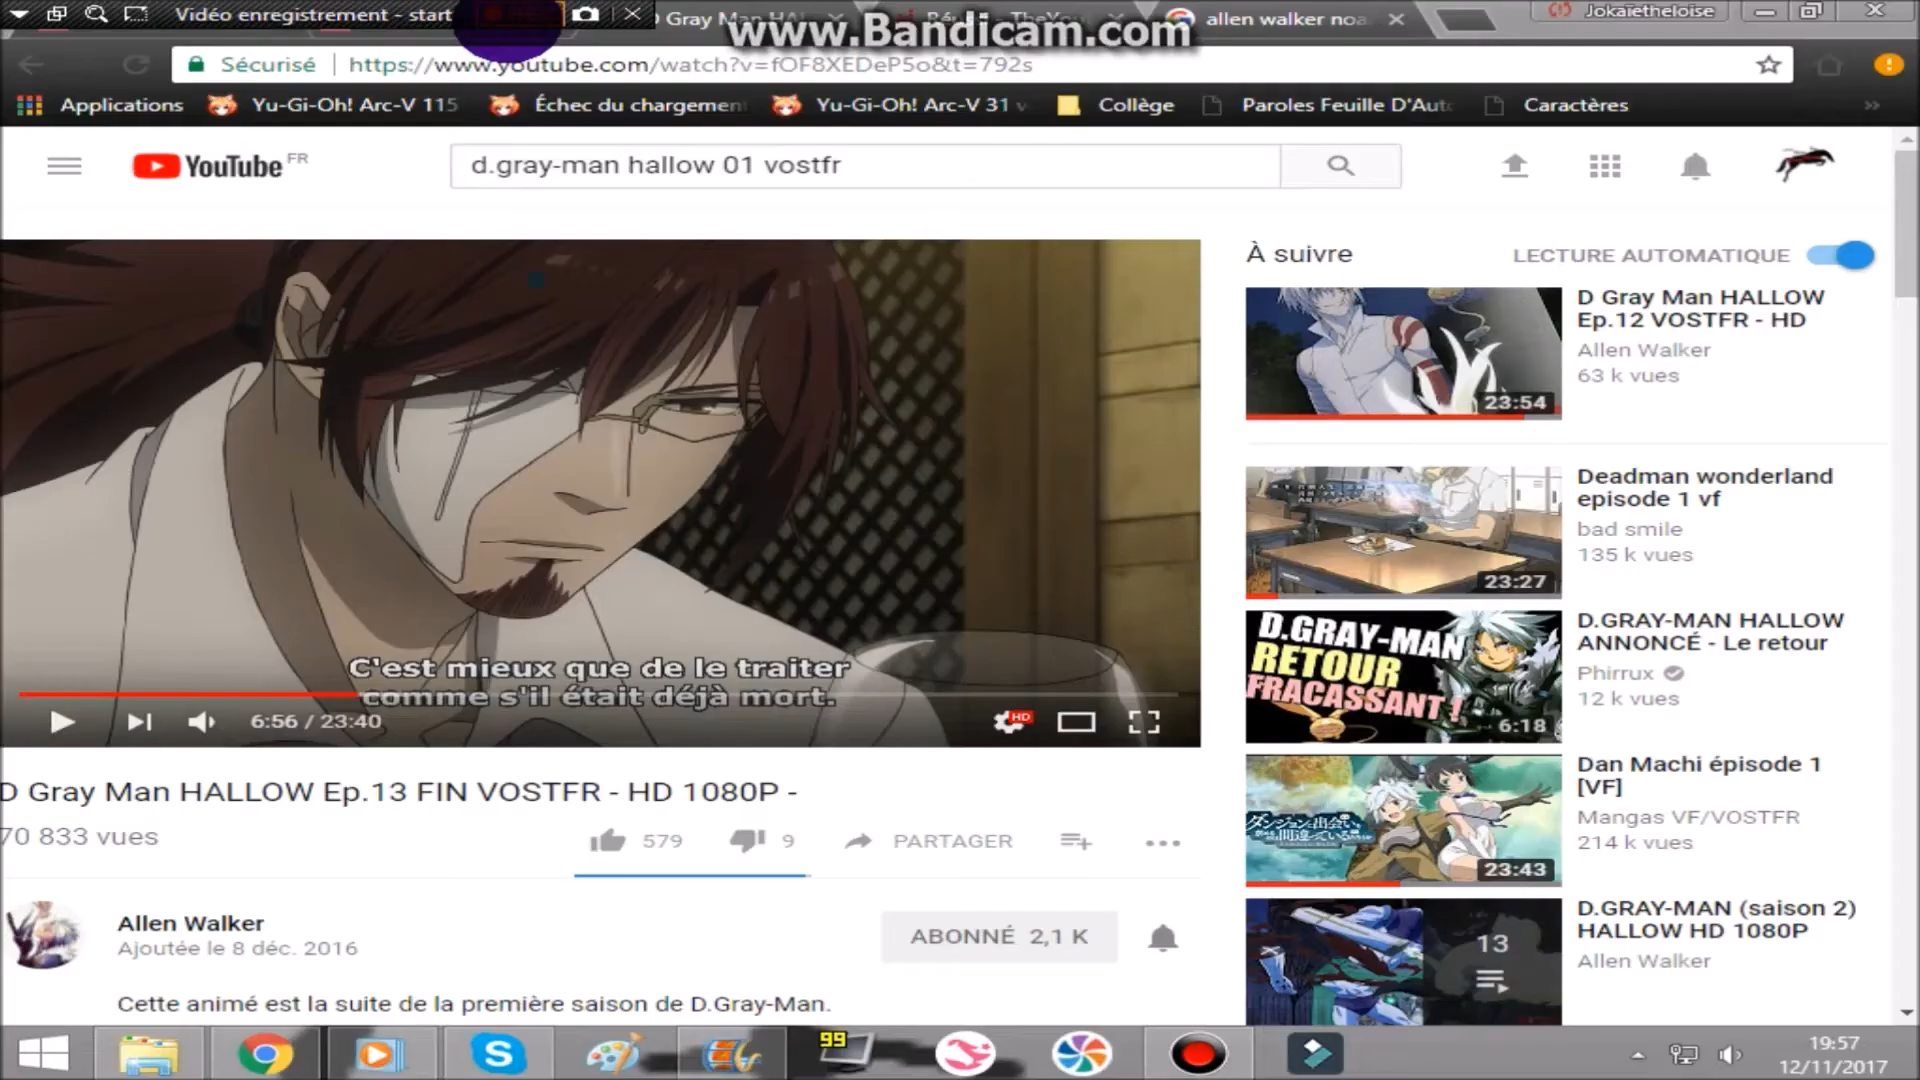 Vidéo enregistrement - start
Gray Man HA
allen walker noa
Jokaïetheloise
www.Bandicam.com
Sécurisé
https://www.youtube.com/watch?v=fOF8XEDeP5o&t=792s
Applications
Yu-Gi-Oh! Arc-V 115
Échec du chargement
Yu-Gi-Oh! Arc-V 31 v
Collège
Paroles Feuille D'Auto
Caractères
YouTube FR
d.gray-man hallow 01 vostfr
C'est mieux que de le traiter
comme s'il était déjà mort.
6:56 / 23:40
HD
D Gray Man HALLOW Ep.13 FIN VOSTFR - HD 1080P -
70 833 vues
579
9
PARTAGER
Allen Walker
Ajoutée le 8 déc. 2016
ABONNÉ 2,1 K
Cette animé est la suite de la première saison de D.Gray-Man.
À suivre
LECTURE AUTOMATIQUE
23:54
D Gray Man HALLOW
Ep.12 VOSTFR - HD
Allen Walker
63 k vues
23:27
Deadman wonderland
episode 1 vf
bad smile
135 k vues
D.GRAY-MAN
RETOUR
FRACASSANT !
6:18
D.GRAY-MAN HALLOW
ANNONCÉ - Le retour
Phirrux
12 k vues
23:43
Dan Machi épisode 1
[VF]
Mangas VF/VOSTFR
214 k vues
13
D.GRAY-MAN (saison 2)
HALLOW HD 1080P
Allen Walker
99
19:57
12/11/2017